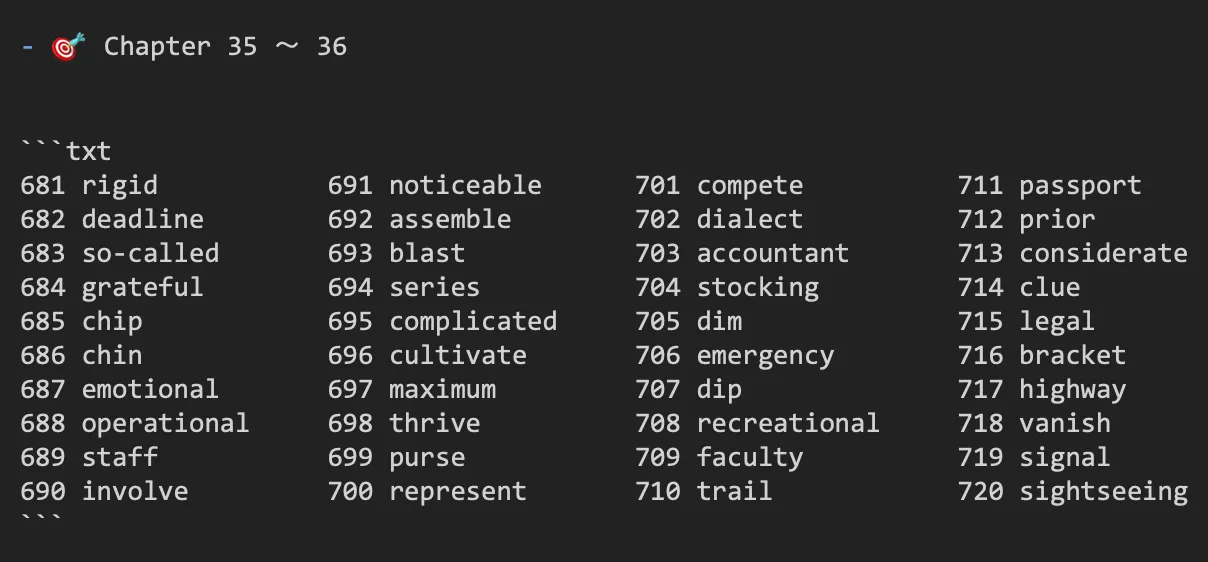 - 🎯 Chapter 35 ～ 36
```txt
681 rigid 691 noticeable 701 compete 711 passport
682 deadline 692 assemble 702 dialect 712 prior
683 so-called 693 blast 703 accountant 713 considerate
684 grateful 694 series 704 stocking 714 clue
685 chip 695 complicated 705 dim 715 legal
686 chin 696 cultivate 706 emergency 716 bracket
687 emotional 697 maximum 707 dip 717 highway
688 operational 698 thrive 708 recreational 718 vanish
689 staff 699 purse 709 faculty 719 signal
690 involve 700 represent 710 trail 720 sightseeing
```